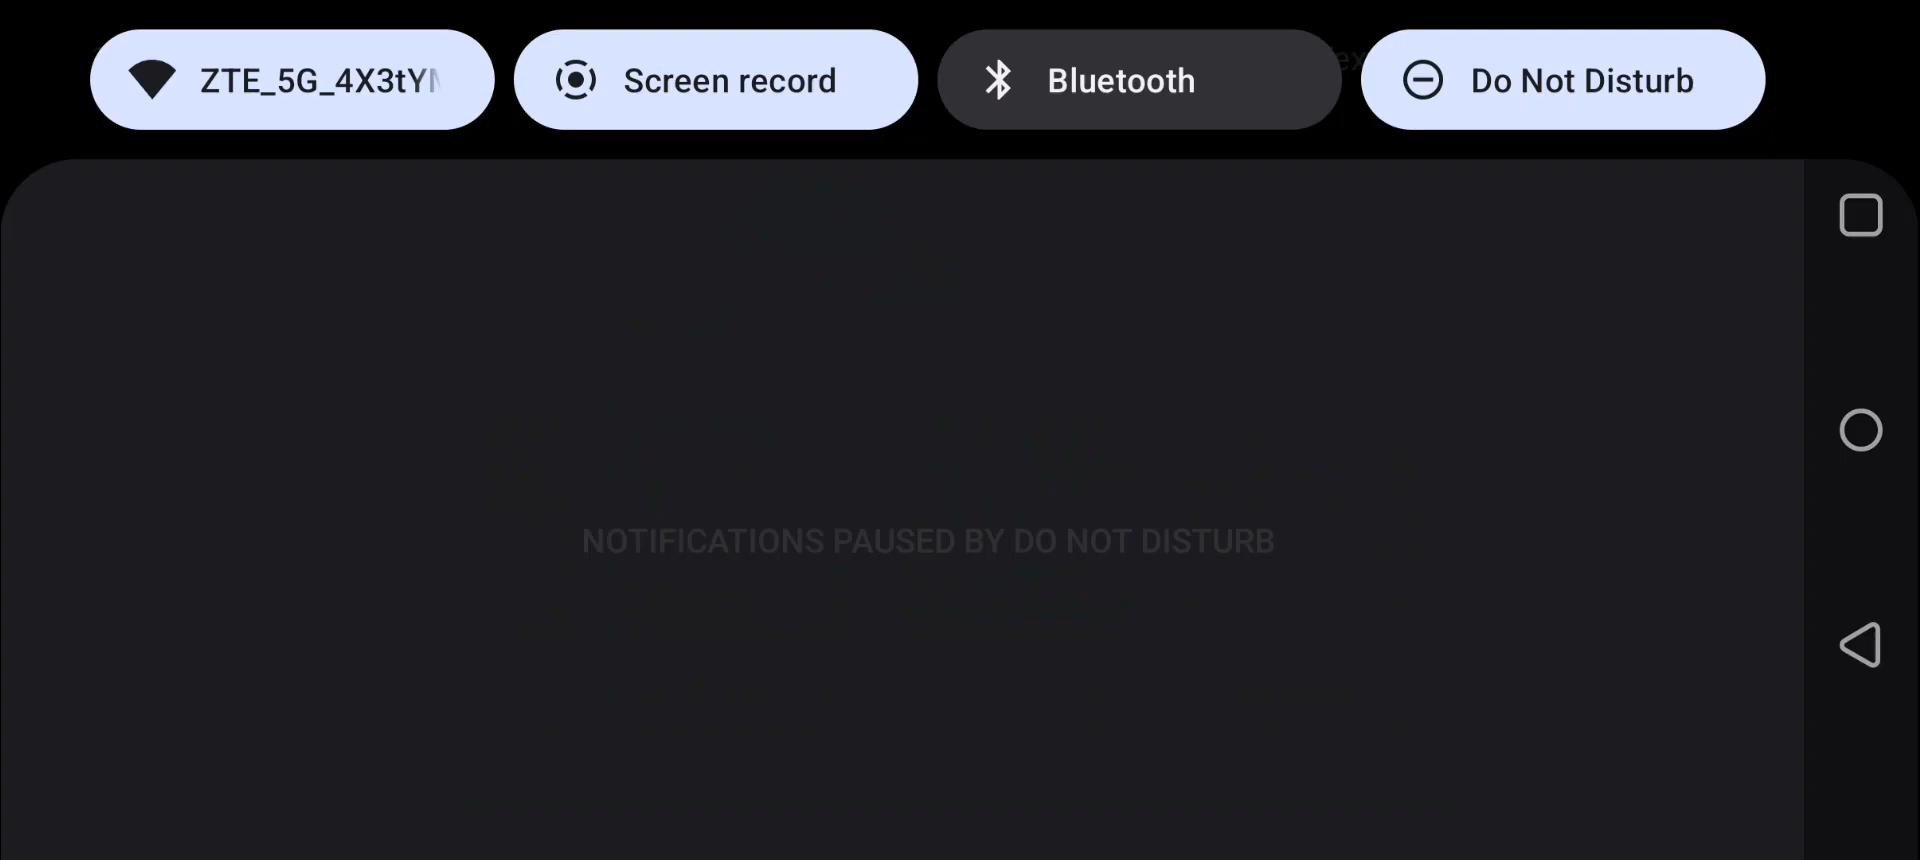 ZTE_5G_4X3tY
Screen record
Bluetooth
Do Not Disturb
NOTIFICATIONS PAUSED BY DO NOT DISTURB